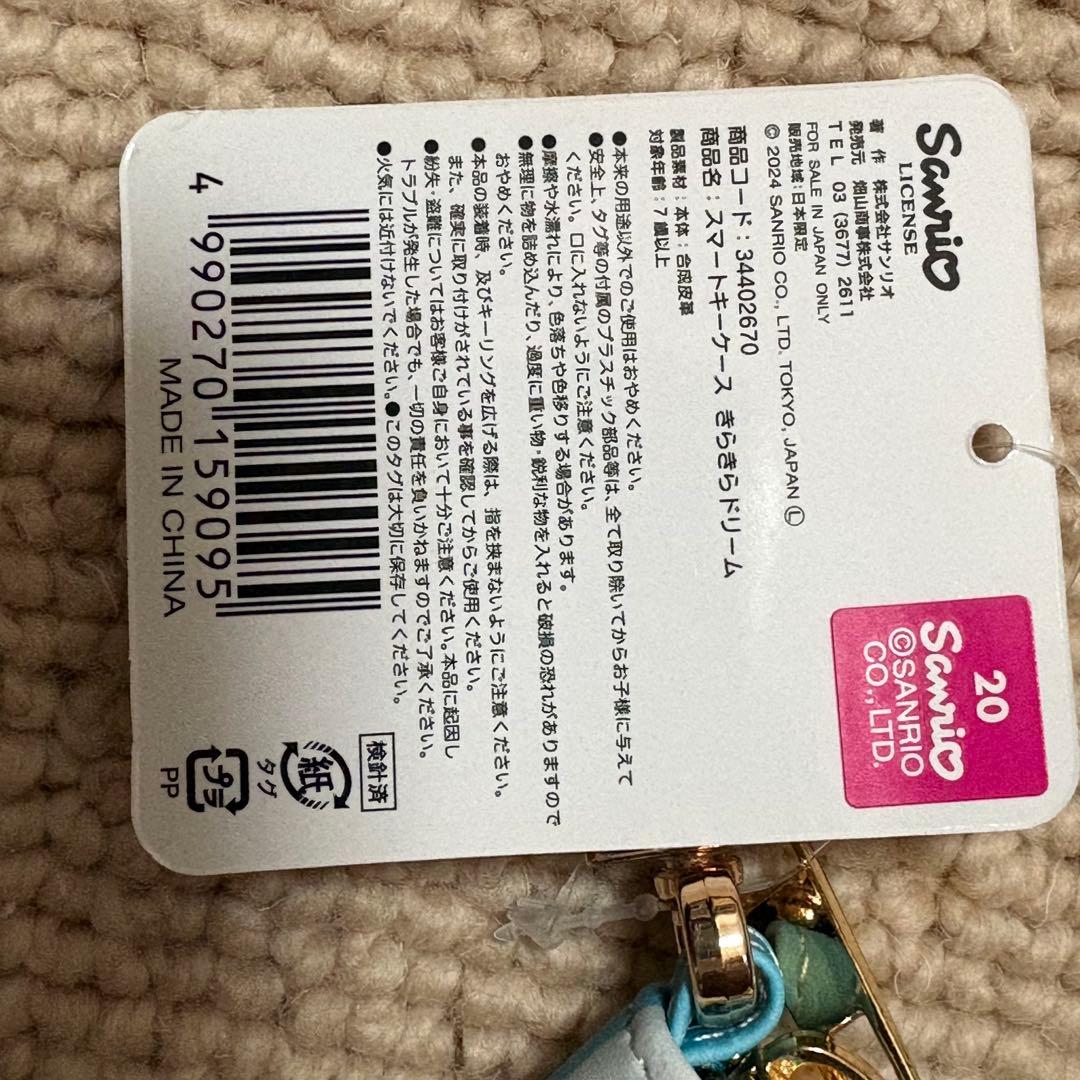 Sanrio
LICENSE
著作 株式会社サンリオ
発売元 畑山商事株式会社
TEL 03 (3677) 2611
FOR SALE IN JAPAN ONLY
販売地域:日本限定
© 2024 SANRIO CO., LTD. TOKYO, JAPAN Ⓛ
商品コード:34402670
商品名:スマートキーケース きらきらドリーム
製品素材:本体:合成皮革
対象年齢:7歳以上
●本来の用途以外でのご使用はおやめください。
●安全上、タグ等の付属のプラスチック部品等は、全て取り除いてからお子様に与えて
ください。口に入れないようにご注意ください。
●摩擦や水濡れにより、色落ちや色移りする場合があります。
●無理に物を詰め込んだり、過度に重い物・鋭利な物を入れると破損の恐れがありますので
おやめください。
●本品の装着時、及びキーリングを広げる際は、指を挟まないようにご注意ください。
また、確実に取り付けがされている事を確認してからご使用ください。
●紛失・盗難についてはお客様ご自身において十分ご注意ください。本品に起因し
トラブルが発生した場合でも、一切の責任を負いかねますのでご了承ください。
●火気には近付けないでください。●このタグは大切に保存してください。
4 990270 159095
MADE IN CHINA
検針済
紙
タグ
プラ
PP
20
Sanrio
©SANRIO
CO., LTD.